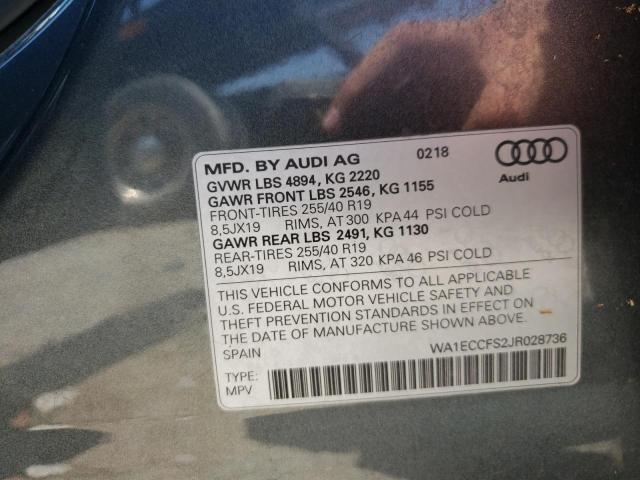 MFD. BY AUDI AG 0218
GVWR LBS 4894, KG 2220
GAWR FRONT LBS 2546, KG 1155
FRONT-TIRES 255/40 R19
8,5JX19 RIMS, AT 300 KPA 44 PSI COLD
GAWR REAR LBS 2491, KG 1130
REAR-TIRES 255/40 R19
8,5JX19 RIMS, AT 320 KPA 46 PSI COLD
Audi
THIS VEHICLE CONFORMS TO ALL APPLICABLE
U.S. FEDERAL MOTOR VEHICLE SAFETY AND
THEFT PREVENTION STANDARDS IN EFFECT ON
THE DATE OF MANUFACTURE SHOWN ABOVE.
SPAIN WA1ECCFS2JR028736
TYPE:
MPV